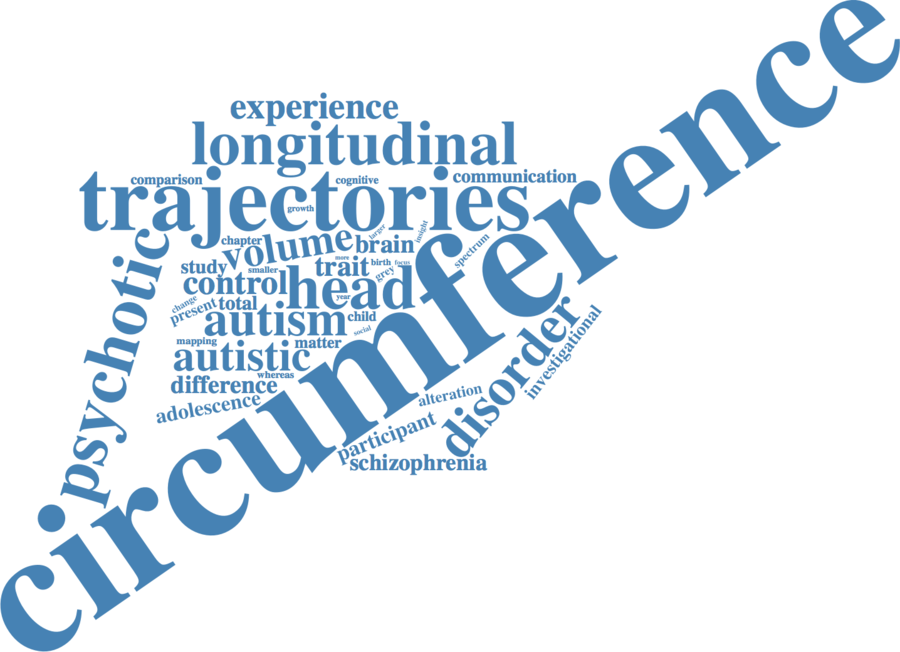 circumference
experience
longitudinal
comparison
cognitive
communication
trajectories
growth
psychotic
chapter
volume
larger
brain
insight
spectrum
study
smaller
more
trait
birth
focus
grey
control
head
year
change
present
total
autism
child
social
mapping
matter
autistic
whereas
difference
adolescence
alteration
disorder
investigational
participant
schizophrenia